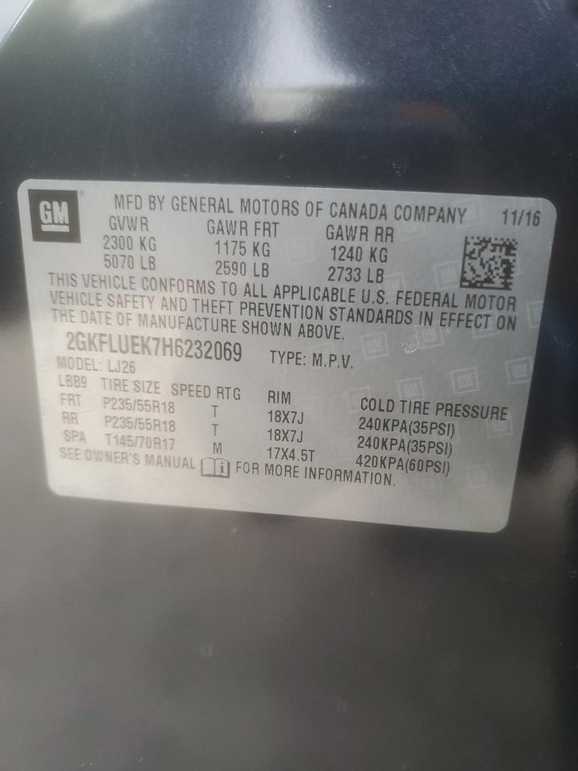 GM ® MFD BY GENERAL MOTORS OF CANADA COMPANY 11/16
GVWR GAWR FRT GAWR RR
2300 KG 1175 KG 1240 KG
5070 LB 2590 LB 2733 LB
THIS VEHICLE CONFORMS TO ALL APPLICABLE U.S. FEDERAL MOTOR
VEHICLE SAFETY AND THEFT PREVENTION STANDARDS IN EFFECT ON
THE DATE OF MANUFACTURE SHOWN ABOVE.
2GKFLUEK7H6232069 TYPE: M.P.V.
MODEL: LJ26
LBB9 TIRE SIZE SPEED RTG RIM COLD TIRE PRESSURE
FRT P235/55R18 T 18X7J 240KPA(35PSI)
RR P235/55R18 T 18X7J 240KPA(35PSI)
SPA T145/70R17 M 17X4.5T 420KPA(60PSI)
SEE OWNER'S MANUAL FOR MORE INFORMATION.